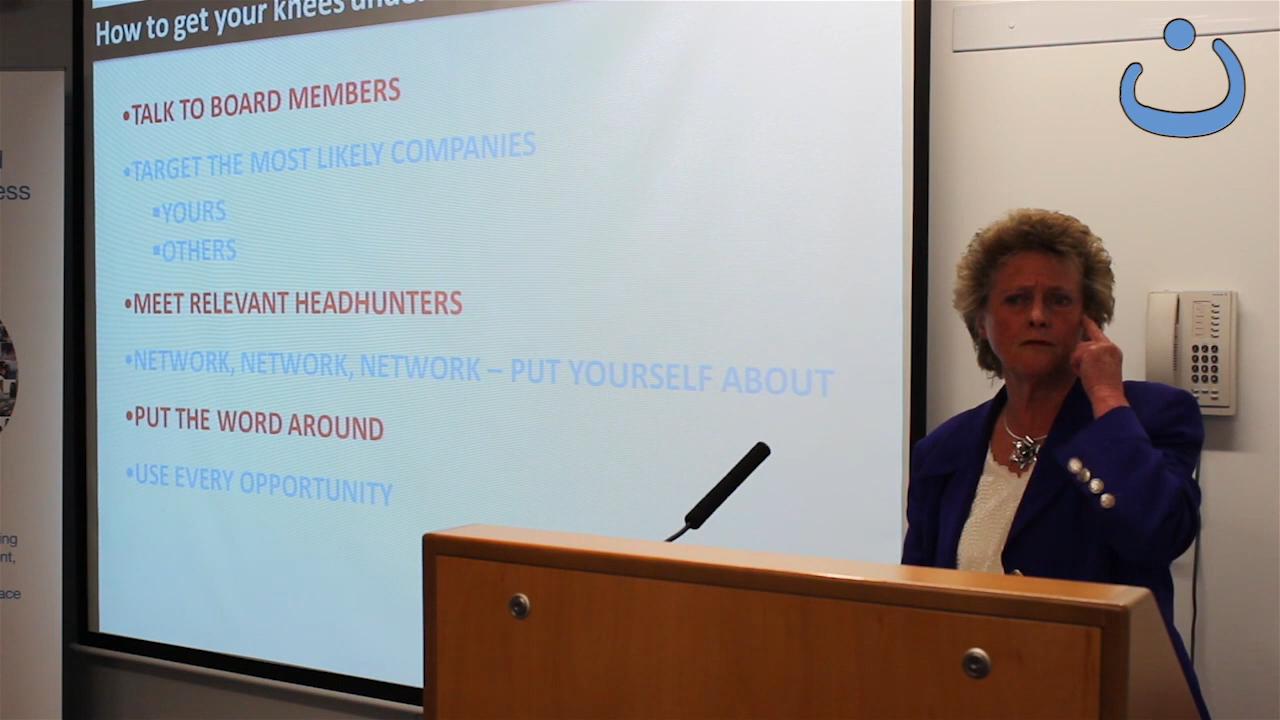 How to get your knees
•TALK TO BOARD MEMBERS
•TARGET THE MOST LIKELY COMPANIES
▪YOURS
▪OTHERS
•MEET RELEVANT HEADHUNTERS
•NETWORK, NETWORK, NETWORK – PUT YOURSELF ABOUT
•PUT THE WORD AROUND
•USE EVERY OPPORTUNITY